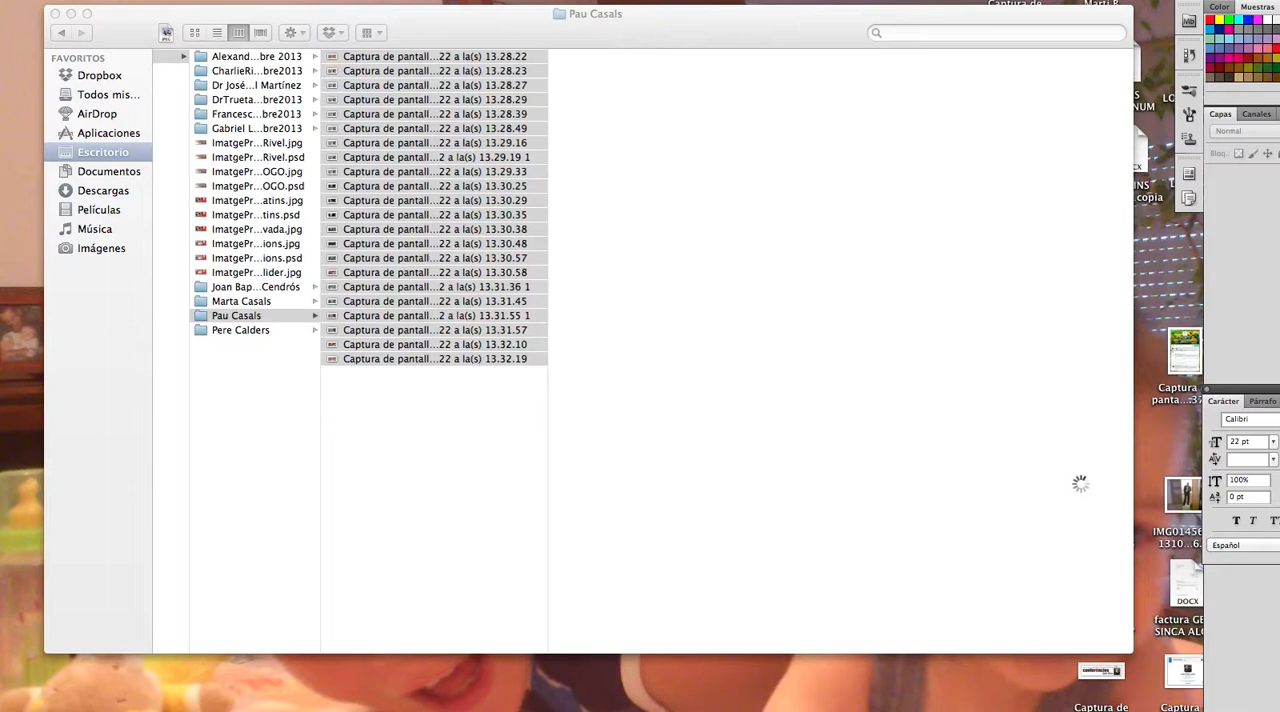 Pau Casals
FAVORITOS
Dropbox
Todos mis...
AirDrop
Aplicaciones
Escritorio
Documentos
Descargas
Películas
Música
Imágenes
Alexand...bre 2013
CharlieRi...bre2013
Dr José...l Martínez
DrTrueta...bre2013
Francesc...bre2013
Gabriel L...bre2013
ImatgePr...Rivel.jpg
ImatgePr...Rivel.psd
ImatgePr...OGO.jpg
ImatgePr...OGO.psd
ImatgePr...atins.jpg
ImatgePr...tins.psd
ImatgePr...vada.jpg
ImatgePr...ions.jpg
ImatgePr...ions.psd
ImatgePr...lider.jpg
Joan Bap...Cendrós
Marta Casals
Pau Casals
Pere Calders
Captura de pantall...22 a la(s) 13.28.22
Captura de pantall...22 a la(s) 13.28.23
Captura de pantall...22 a la(s) 13.28.27
Captura de pantall...22 a la(s) 13.28.29
Captura de pantall...22 a la(s) 13.28.39
Captura de pantall...22 a la(s) 13.28.49
Captura de pantall...22 a la(s) 13.29.16
Captura de pantall...2 a la(s) 13.29.19 1
Captura de pantall...22 a la(s) 13.29.33
Captura de pantall...22 a la(s) 13.30.25
Captura de pantall...22 a la(s) 13.30.29
Captura de pantall...22 a la(s) 13.30.35
Captura de pantall...22 a la(s) 13.30.38
Captura de pantall...22 a la(s) 13.30.48
Captura de pantall...22 a la(s) 13.30.57
Captura de pantall...22 a la(s) 13.30.58
Captura de pantall...2 a la(s) 13.31.36 1
Captura de pantall...22 a la(s) 13.31.45
Captura de pantall...2 a la(s) 13.31.55 1
Captura de pantall...22 a la(s) 13.31.57
Captura de pantall...22 a la(s) 13.32.10
Captura de pantall...22 a la(s) 13.32.19
Captura
panta...
IMG01456
1310...6.
DOCX
factura GE
SINCA ALC
conferències
Captura de
Captura
copia
Color Muestras
Capas Canales
Normal
Bloq.:
Carácter Párrafo
Calibri
22 pt
100%
0 pt
T T
Español